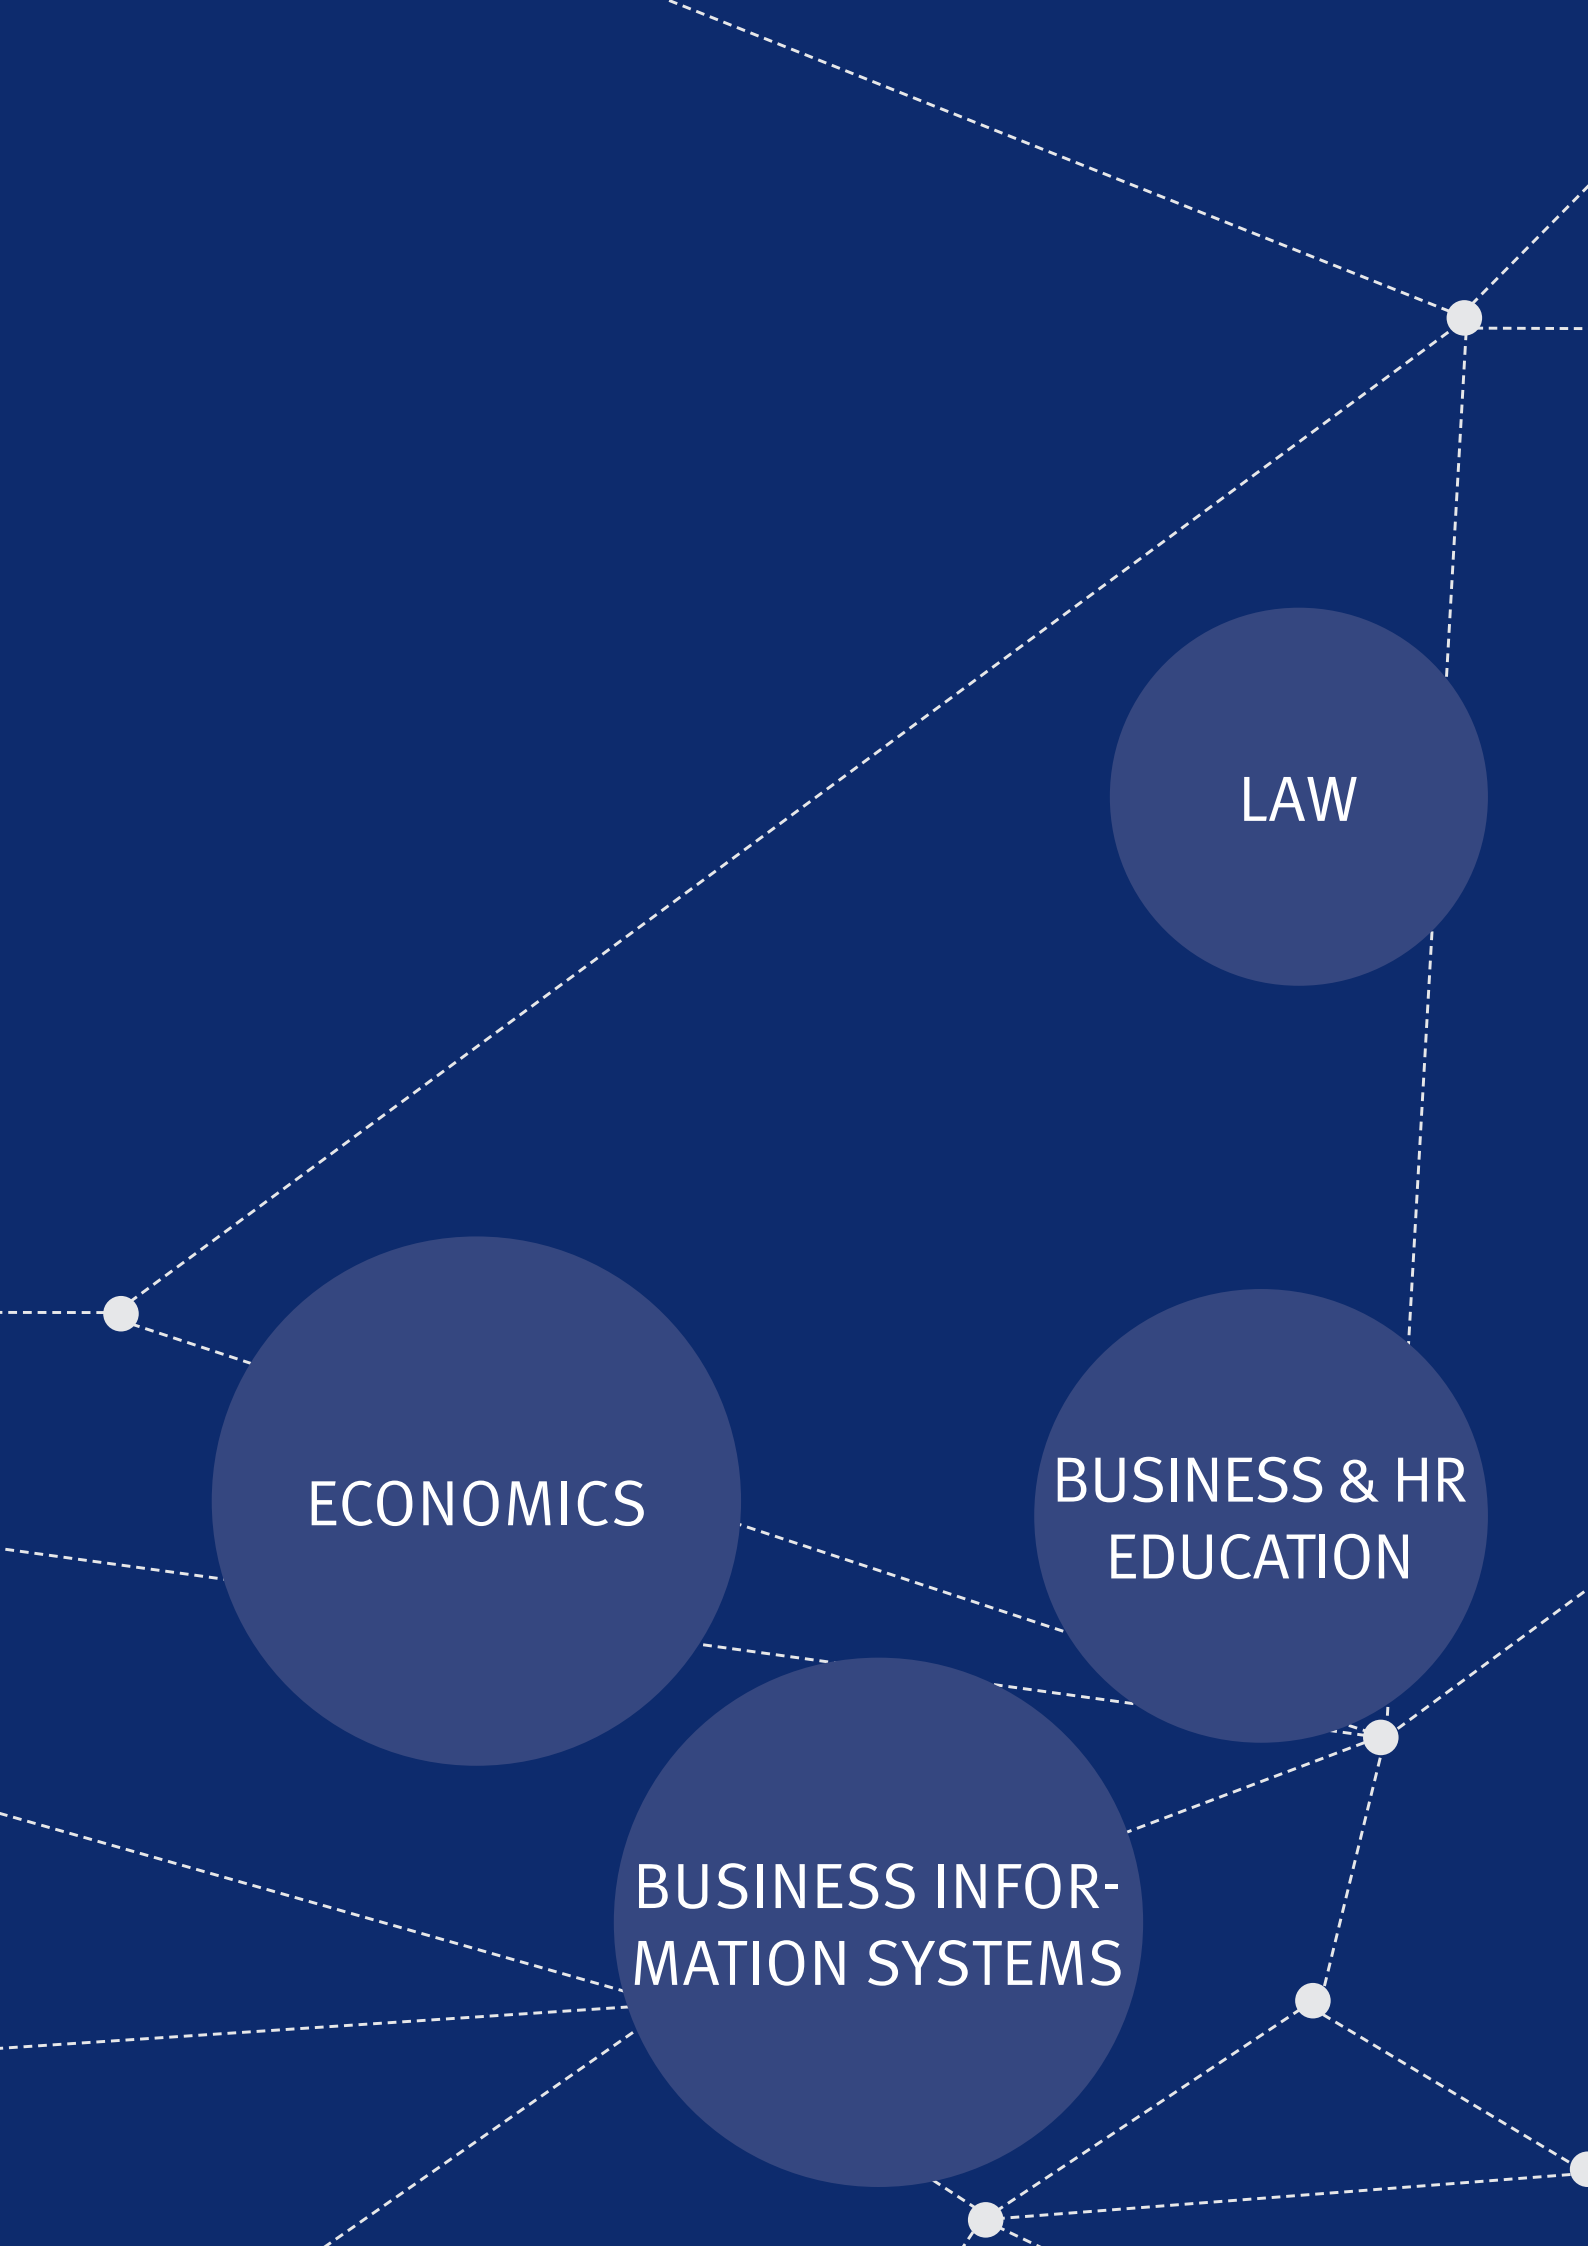 LAW
ECONOMICS
BUSINESS & HR
EDUCATION
BUSINESS INFOR-
MATION SYSTEMS